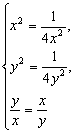 x² = 1/(4x²),
y² = 1/(4y²),
y/x = x/y